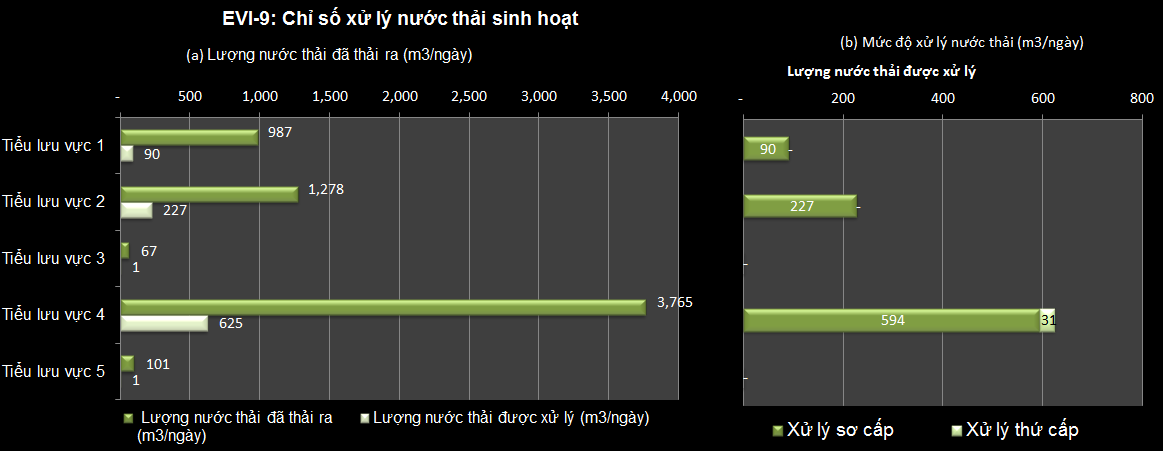 EVI-9: Chỉ số xử lý nước thải sinh hoạt
(a) Lượng nước thải đã thải ra (m3/ngày)
- 500 1,000 1,500 2,000 2,500 3,000 3,500 4,000
Tiểu lưu vực 1 987
90
Tiểu lưu vực 2 1,278
227
Tiểu lưu vực 3 67
1
Tiểu lưu vực 4 3,765
625
Tiểu lưu vực 5 101
1
Lượng nước thải đã thải ra
(m3/ngày)
Lượng nước thải được xử lý (m3/ngày)
(b) Mức độ xử lý nước thải (m3/ngày)
Lượng nước thải được xử lý
- 200 400 600 800
90 -
227 -
-
594 31
-
Xử lý sơ cấp Xử lý thứ cấp